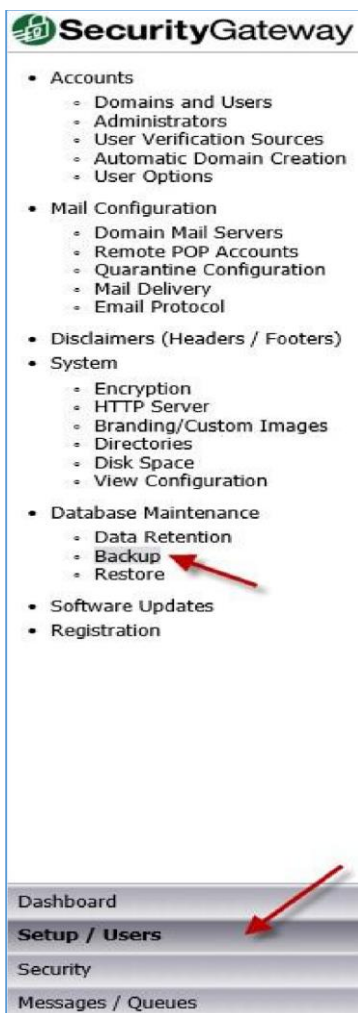 SecurityGateway
Accounts
Domains and Users
Administrators
User Verification Sources
Automatic Domain Creation
User Options
Mail Configuration
Domain Mail Servers
Remote POP Accounts
Quarantine Configuration
Mail Delivery
Email Protocol
Disclaimers (Headers / Footers)
System
Encryption
HTTP Server
Branding/Custom Images
Directories
Disk Space
View Configuration
Database Maintenance
Data Retention
Backup
Restore
Software Updates
Registration
Dashboard
Setup / Users
Security
Messages / Queues